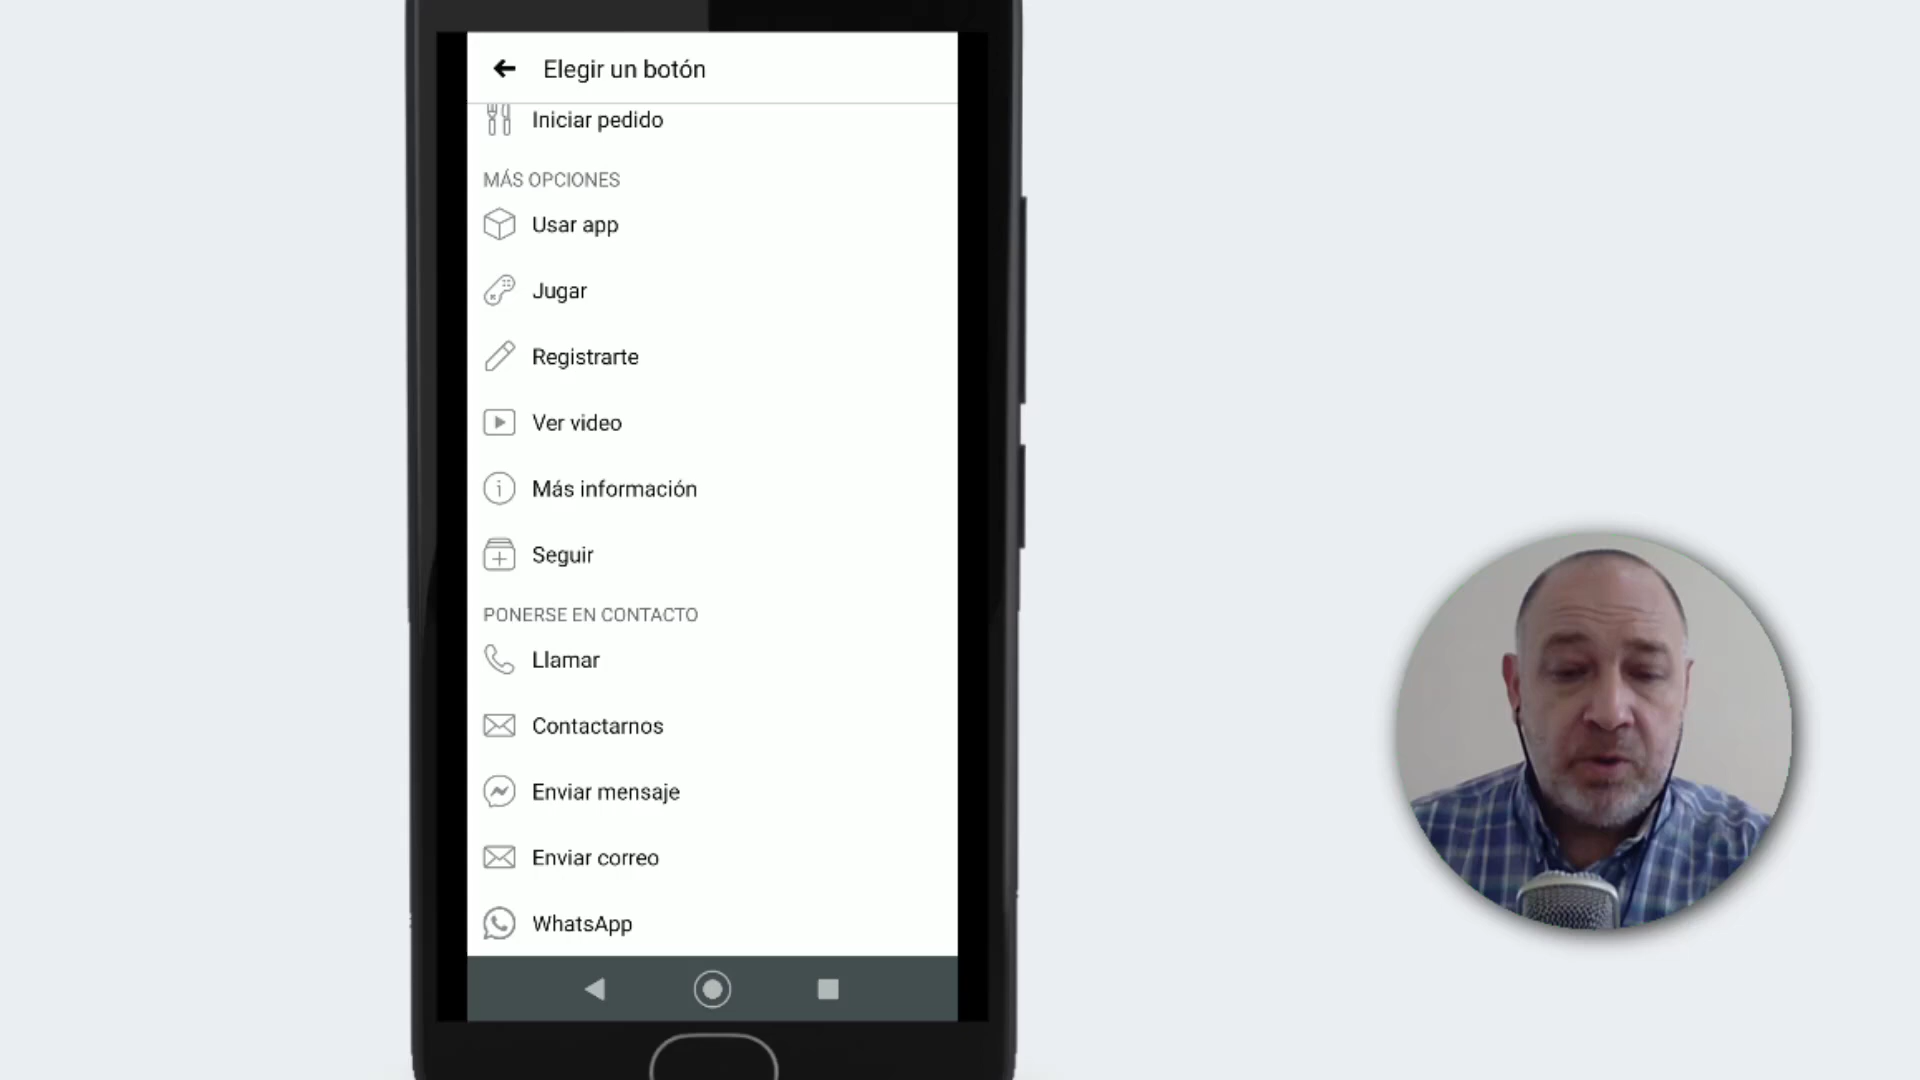 Elegir un botón
Iniciar pedido
MÁS OPCIONES
Usar app
Jugar
Registrarte
Ver video
Más información
Seguir
PONERSE EN CONTACTO
Llamar
Contactarnos
Enviar mensaje
Enviar correo
WhatsApp